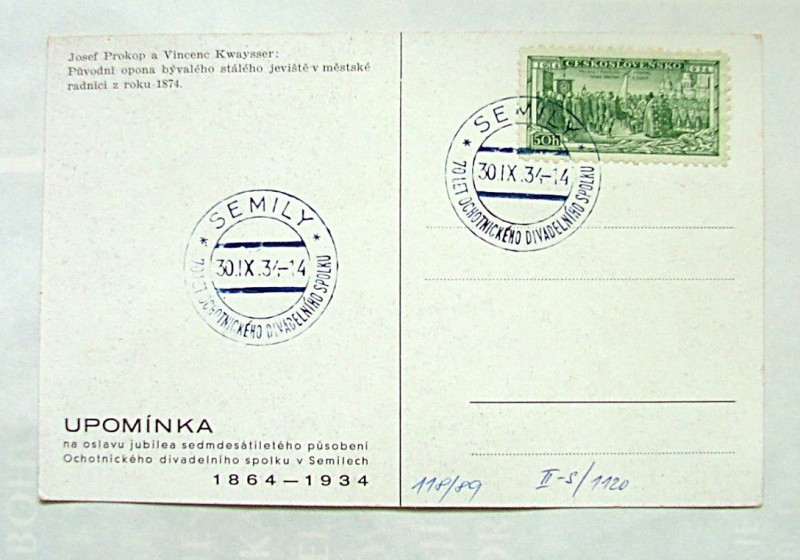 Josef Prokop a Vincenc Kwaysser:
Původní opona bývalého stálého jeviště v městské
radnici z roku 1874.
SEMILY
30.IX.34-14
70 LET OCHOTNICKÉHO DIVADELNÍHO SPOLKU
UPOMÍNKA
na oslavu jubilea sedmdesátiletého působení
Ochotnického divadelního spolku v Semilech
1864—1934
1914 ČESKOSLOVENSKO 1934
50h
SEMILY
30.IX.34-14
70 LET OCHOTNICKÉHO DIVADELNÍHO SPOLKU
118/89
II-S/1120